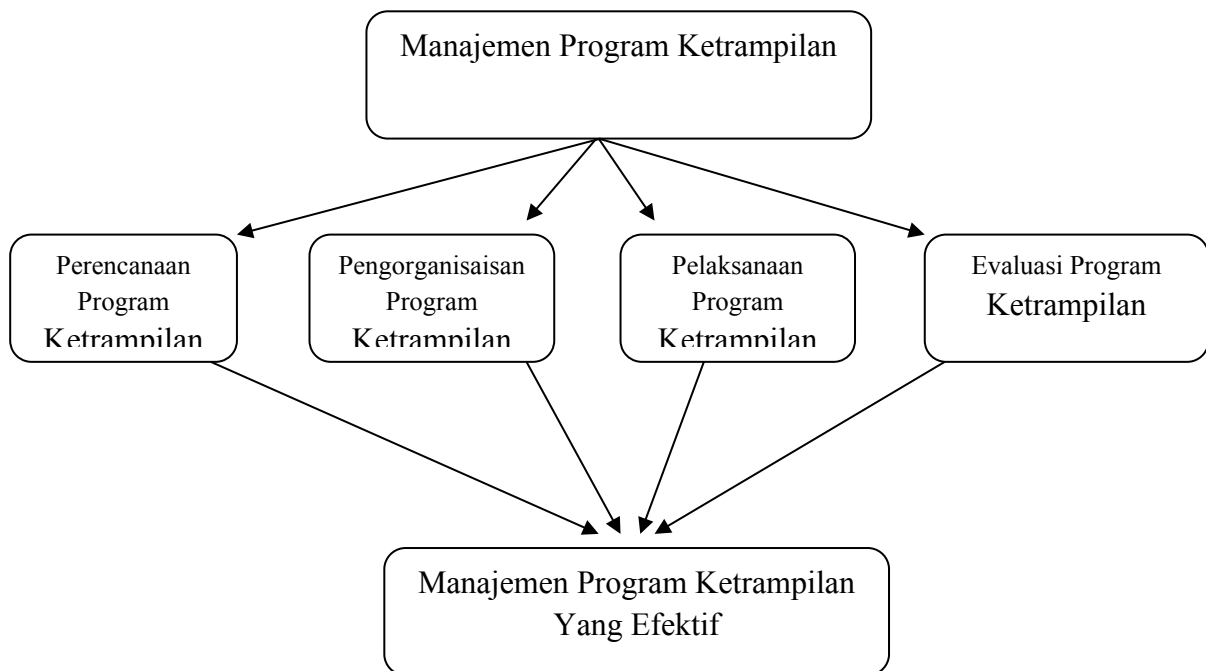 Manajemen Program Ketrampilan
Perencanaan
Program
Ketrampilan
Pengorganisaisan
Program
Ketrampilan
Pelaksanaan
Program
Ketrampilan
Evaluasi Program
Ketrampilan
Manajemen Program Ketrampilan
Yang Efektif